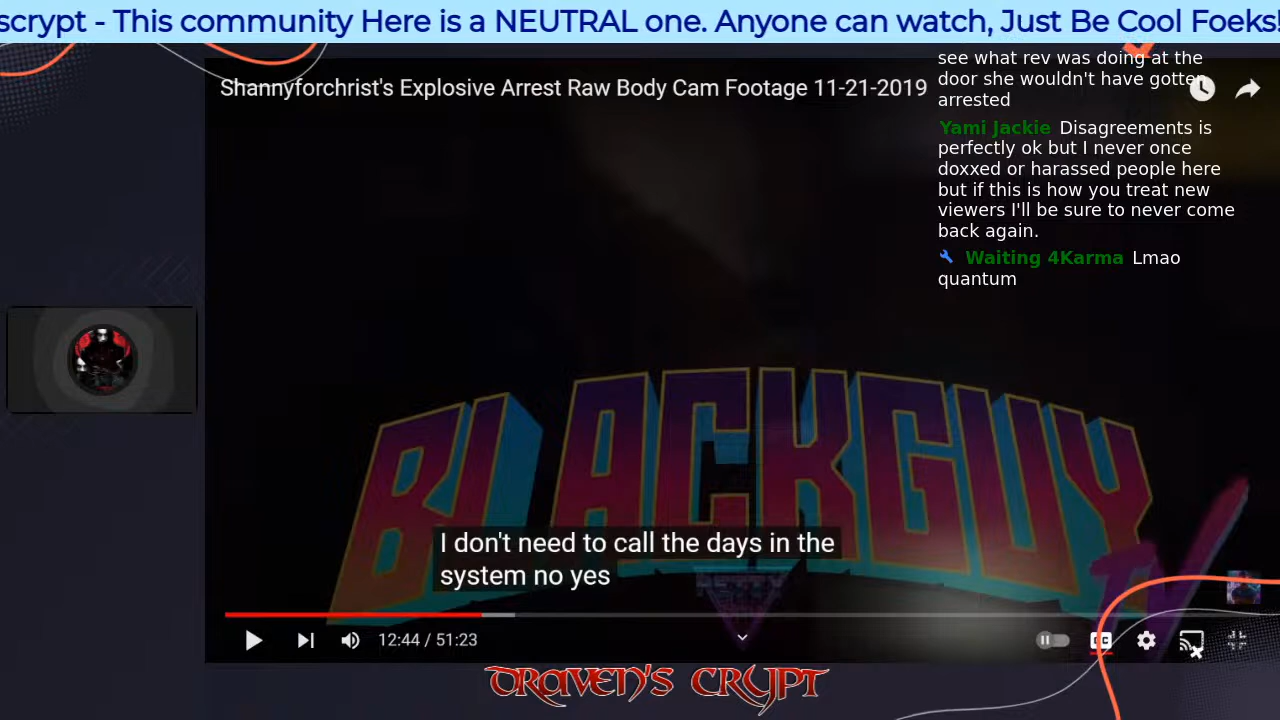 scrypt - This community Here is a NEUTRAL one. Anyone can watch, Just Be Cool Foeks!
Shannyforchrist's Explosive Arrest Raw Body Cam Footage 11-21-2019
see what rev was doing at the
door she wouldn't have gotten
arrested
Yami Jackie Disagreements is
perfectly ok but I never once
doxxed or harassed people here
but if this is how you treat new
viewers I'll be sure to never come
back again.
Waiting 4Karma Lmao
quantum
BLACKGUY
TV
I don't need to call the days in the
system no yes
12:44 / 51:23
CC
DRAVEN'S CRYPT